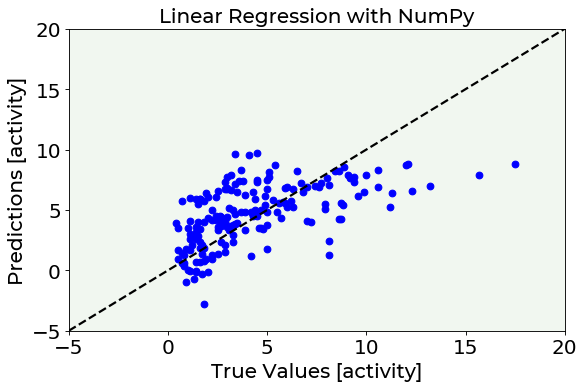 Linear Regression with NumPy
Predictions [activity]
20
15
10
5
0
−5
−5 0 5 10 15 20
True Values [activity]